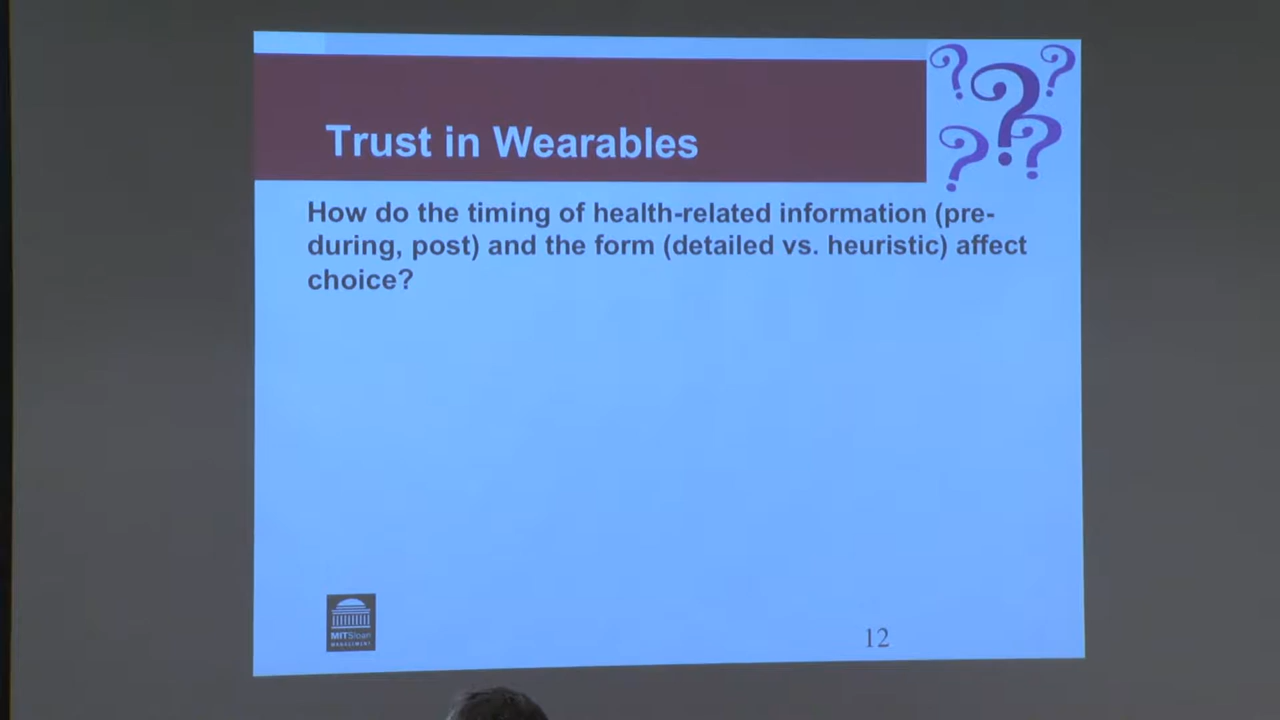 Trust in Wearables
How do the timing of health-related information (pre-
during, post) and the form (detailed vs. heuristic) affect
choice?
MITSloan
MANAGEMENT
12